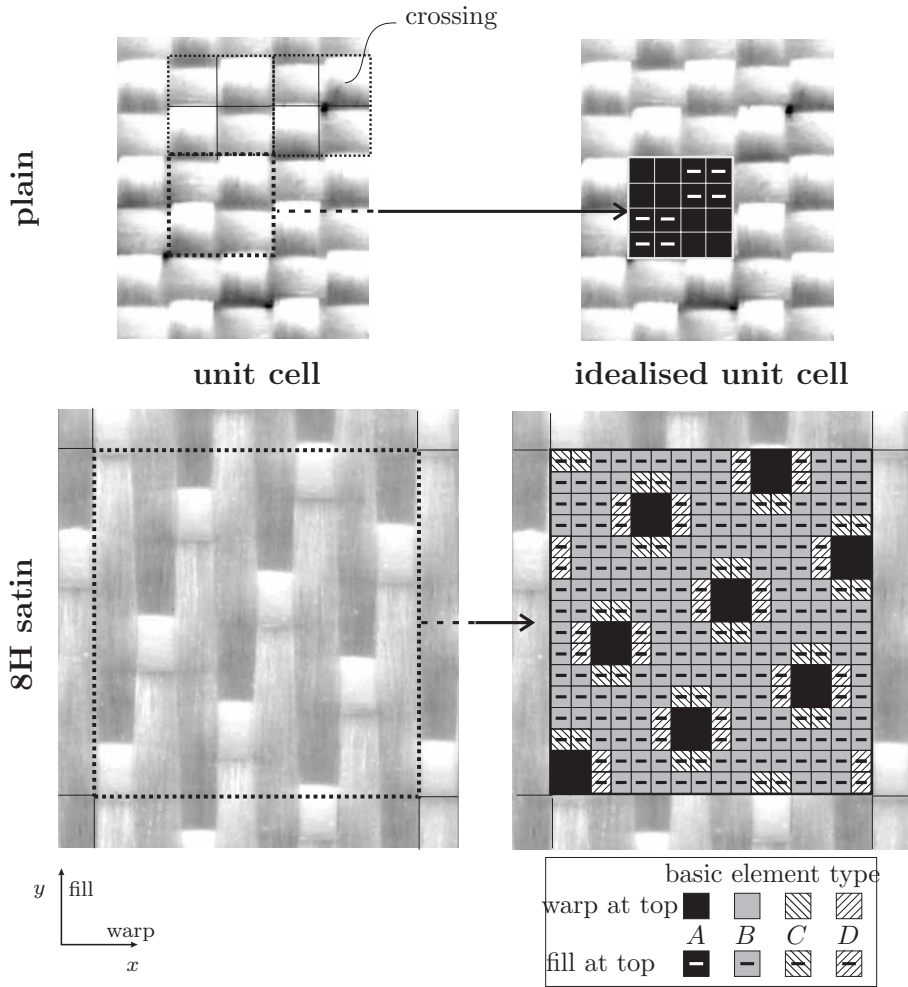 crossing
plain
unit cell
idealised unit cell
8H satin
y
fill
warp
x
basic element type
warp at top
A B C D
fill at top